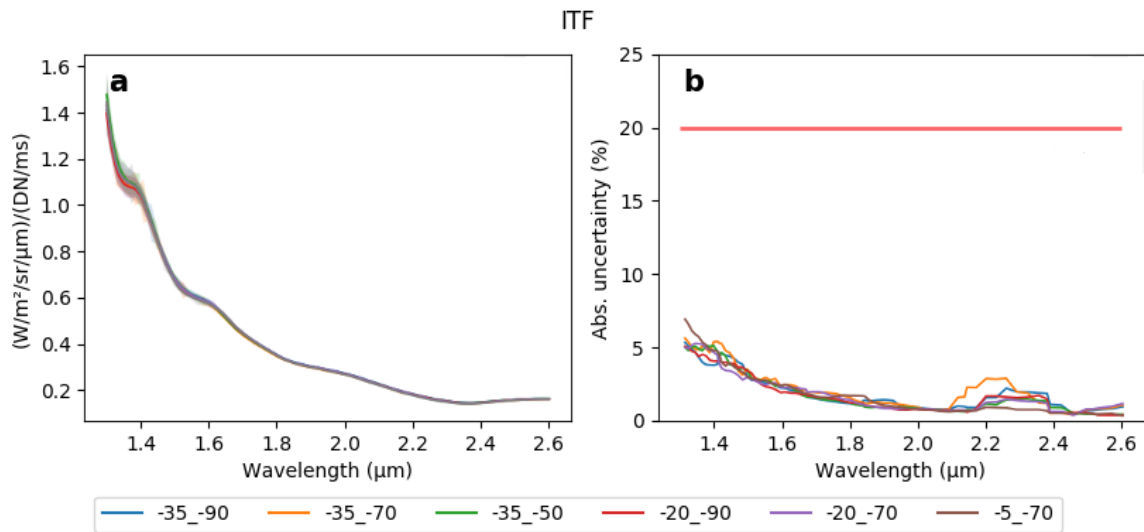 ITF
a
b
(W/m²/sr/μm)/(DN/ms)
1.6
1.4
1.2
1.0
0.8
0.6
0.4
0.2
1.4 1.6 1.8 2.0 2.2 2.4 2.6
Wavelength (μm)
Abs. uncertainty (%)
25
20
15
10
5
0
1.4 1.6 1.8 2.0 2.2 2.4 2.6
Wavelength (μm)
-35_-90 -35_-70 -35_-50 -20_-90 -20_-70 -5_-70